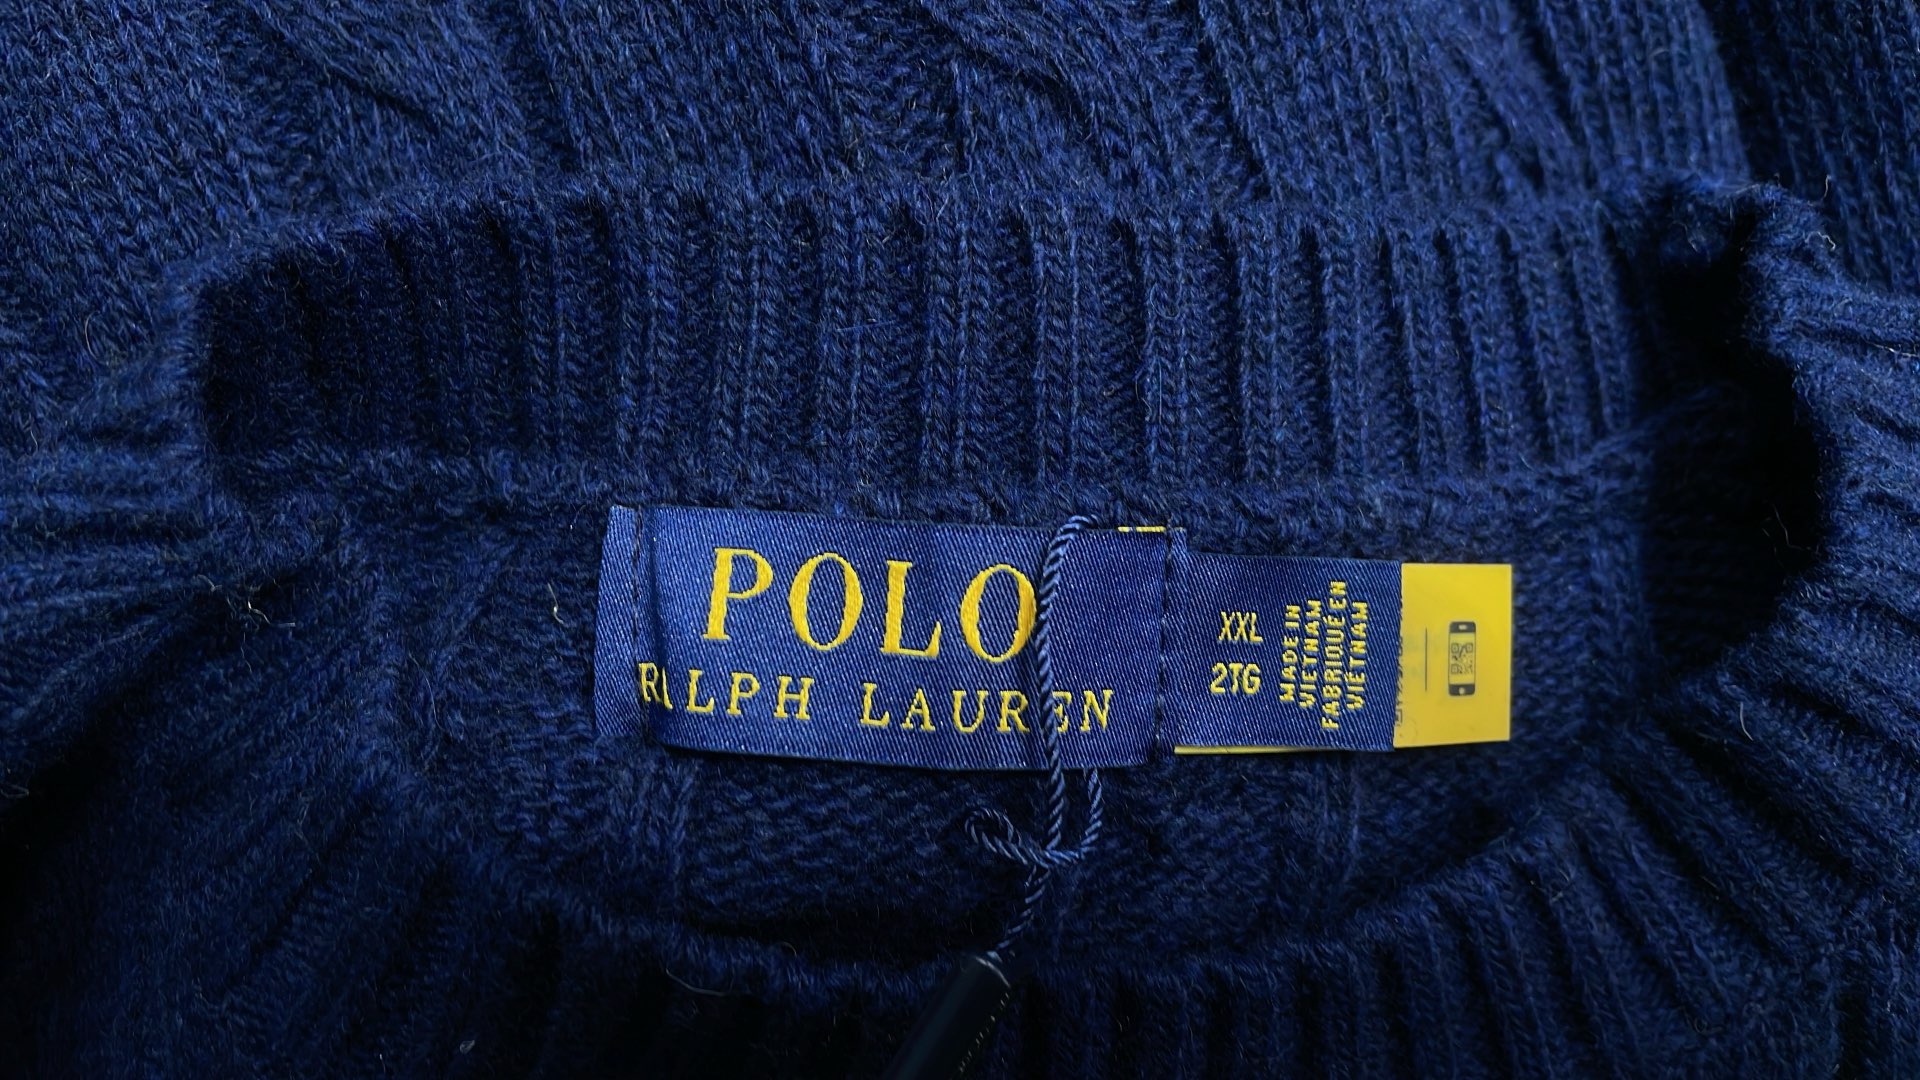 POLO
RALPH LAUREN
XXL
2TG
MADE IN
VIETNAM
FABRIQUÉ EN
VIETNAM